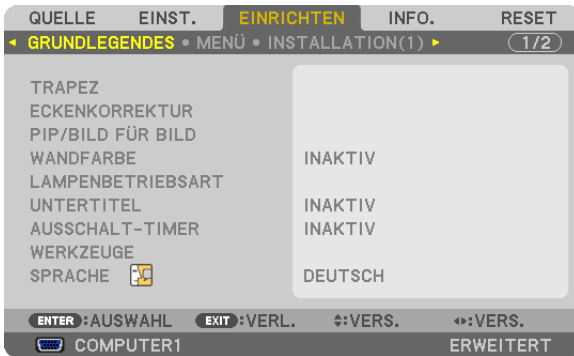 QUELLE EINST. EINRICHTEN INFO. RESET
GRUNDLEGENDES • MENÜ • INSTALLATION(1) 1/2
TRAPEZ
ECKENKORREKTUR
PIP/BILD FÜR BILD
WANDFARBE INAKTIV
LAMPENBETRIEBSART
UNTERTITEL INAKTIV
AUSSCHALT-TIMER INAKTIV
WERKZEUGE
SPRACHE DEUTSCH
ENTER:AUSWAHL EXIT:VERL. :VERS. :VERS.
COMPUTER1 ERWEITERT